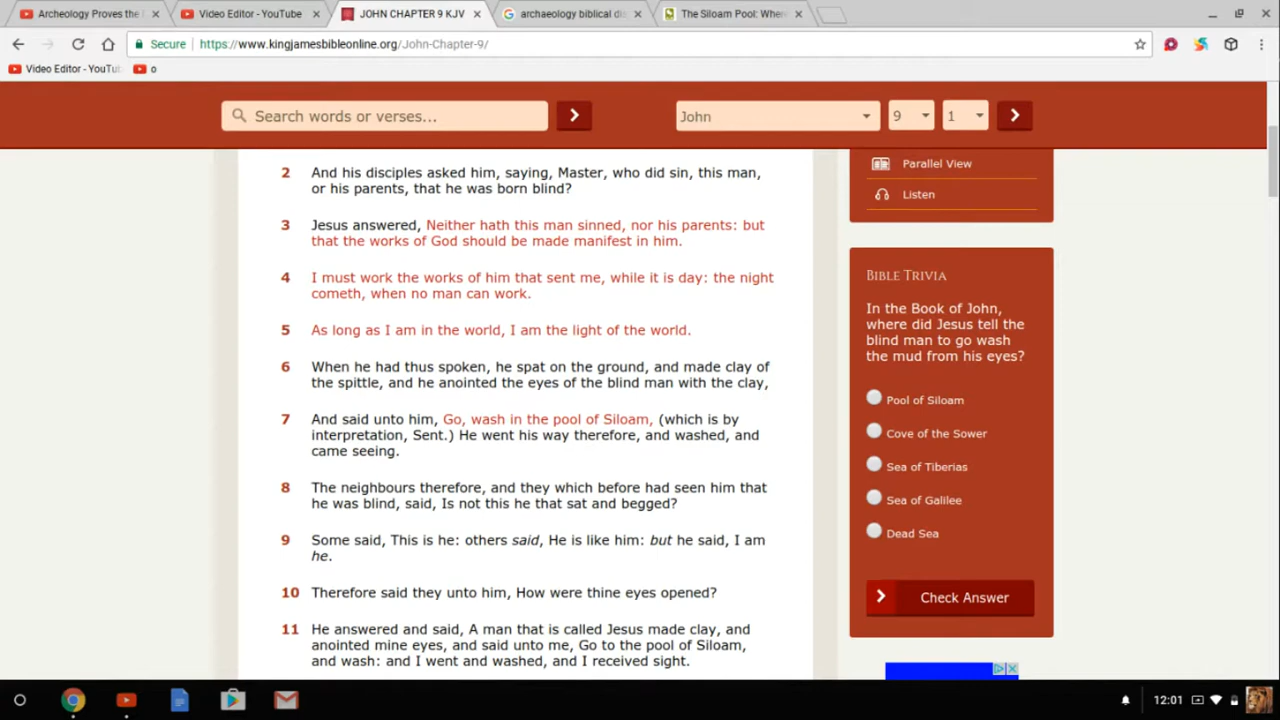 Archeology Proves the
Video Editor - YouTube
JOHN CHAPTER 9 KJV
archaeology biblical dis
The Siloam Pool: Wher
Secure
https://www.kingjamesbibleonline.org/John-Chapter-9/
Video Editor - YouTu
o
Search words or verses...
John
9
1
2 And his disciples asked him, saying, Master, who did sin, this man,
or his parents, that he was born blind?
3 Jesus answered, Neither hath this man sinned, nor his parents: but
that the works of God should be made manifest in him.
4 I must work the works of him that sent me, while it is day: the night
cometh, when no man can work.
5 As long as I am in the world, I am the light of the world.
6 When he had thus spoken, he spat on the ground, and made clay of
the spittle, and he anointed the eyes of the blind man with the clay,
7 And said unto him, Go, wash in the pool of Siloam, (which is by
interpretation, Sent.) He went his way therefore, and washed, and
came seeing.
8 The neighbours therefore, and they which before had seen him that
he was blind, said, Is not this he that sat and begged?
9 Some said, This is he: others said, He is like him: but he said, I am
he.
10 Therefore said they unto him, How were thine eyes opened?
11 He answered and said, A man that is called Jesus made clay, and
anointed mine eyes, and said unto me, Go to the pool of Siloam,
and wash: and I went and washed, and I received sight.
Parallel View
Listen
BIBLE TRIVIA
In the Book of John,
where did Jesus tell the
blind man to go wash
the mud from his eyes?
Pool of Siloam
Cove of the Sower
Sea of Tiberias
Sea of Galilee
Dead Sea
Check Answer
12:01